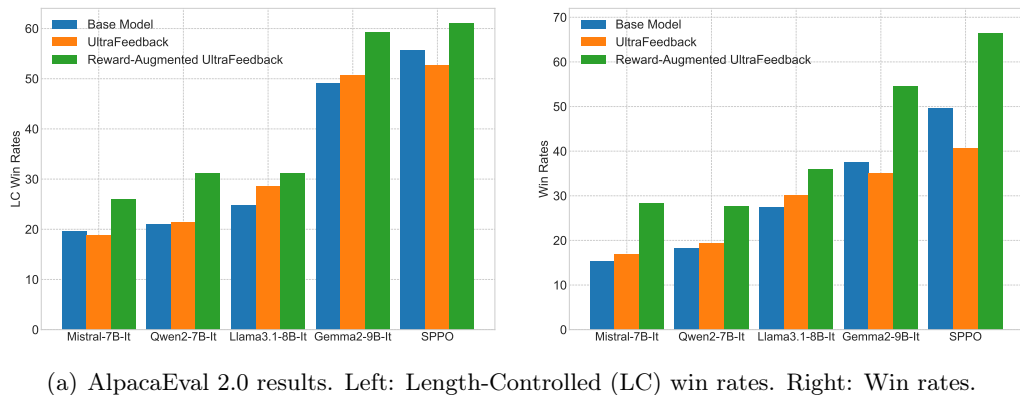 Base Model
UltraFeedback
Reward-Augmented UltraFeedback
LC Win Rates
60
50
40
30
20
10
0
Mistral-7B-It Qwen2-7B-It Llama3.1-8B-It Gemma2-9B-It SPPO
Base Model
UltraFeedback
Reward-Augmented UltraFeedback
Win Rates
70
60
50
40
30
20
10
0
Mistral-7B-It Qwen2-7B-It Llama3.1-8B-It Gemma2-9B-It SPPO
(a) AlpacaEval 2.0 results. Left: Length-Controlled (LC) win rates. Right: Win rates.